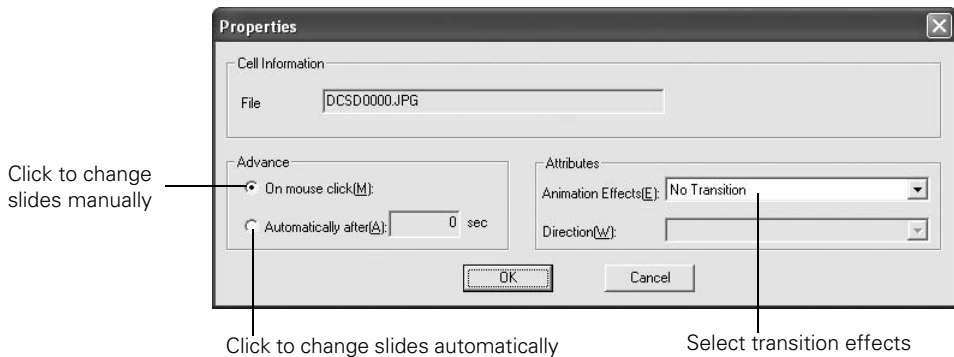 Properties
Cell Information
File DCSD0000.JPG
Click to change
slides manually
Advance
On mouse click(M):
Automatically after(A): 0 sec
Attributes
Animation Effects(E): No Transition
Direction(W):
OK Cancel
Click to change slides automatically
Select transition effects